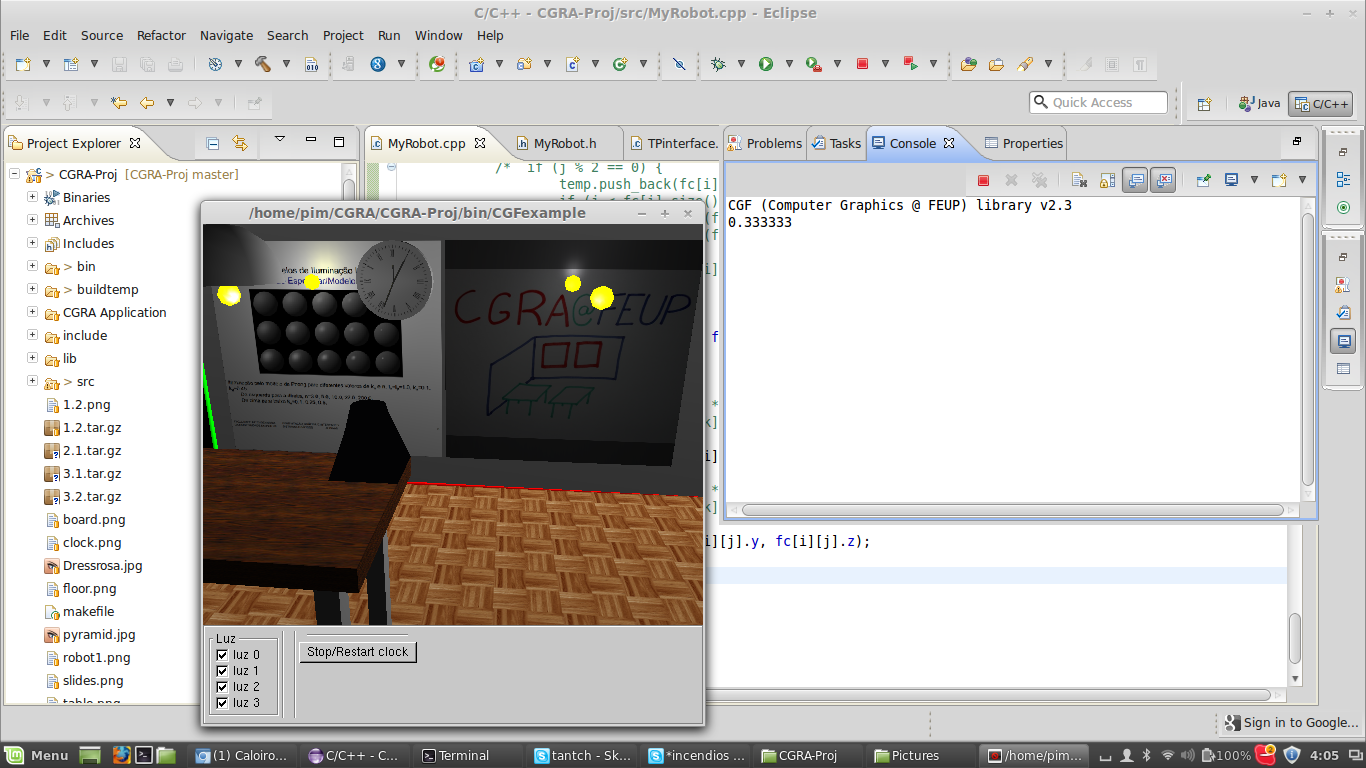 C/C++ - CGRA-Proj/src/MyRobot.cpp - Eclipse
File Edit Source Refactor Navigate Search Project Run Window Help
Quick Access
Java
C/C++
Project Explorer
MyRobot.cpp
MyRobot.h
TPinterface.
Problems
Tasks
Console
Properties
> CGRA-Proj [CGRA-Proj master]
Binaries
Archives
Includes
> bin
> buildtemp
CGRA Application
include
lib
> src
1.2.png
1.2.tar.gz
2.1.tar.gz
3.1.tar.gz
3.2.tar.gz
board.png
clock.png
Dressrosa.jpg
floor.png
makefile
pyramid.jpg
robot1.png
slides.png
/* if (j % 2 == 0) {
temp.push_back(fc[i]
i][j].y, fc[i][j].z);
CGF (Computer Graphics @ FEUP) library v2.3
0.333333
/home/pim/CGRA/CGRA-Proj/bin/CGFexample
CGRA@FEUP
Luz
luz 0
luz 1
luz 2
luz 3
Stop/Restart clock
Sign in to Google...
Menu
(1) Caloiro...
C/C++ - C...
Terminal
tantch - Sk...
*incendios ...
CGRA-Proj
Pictures
/home/pim...
100%
2
4:05